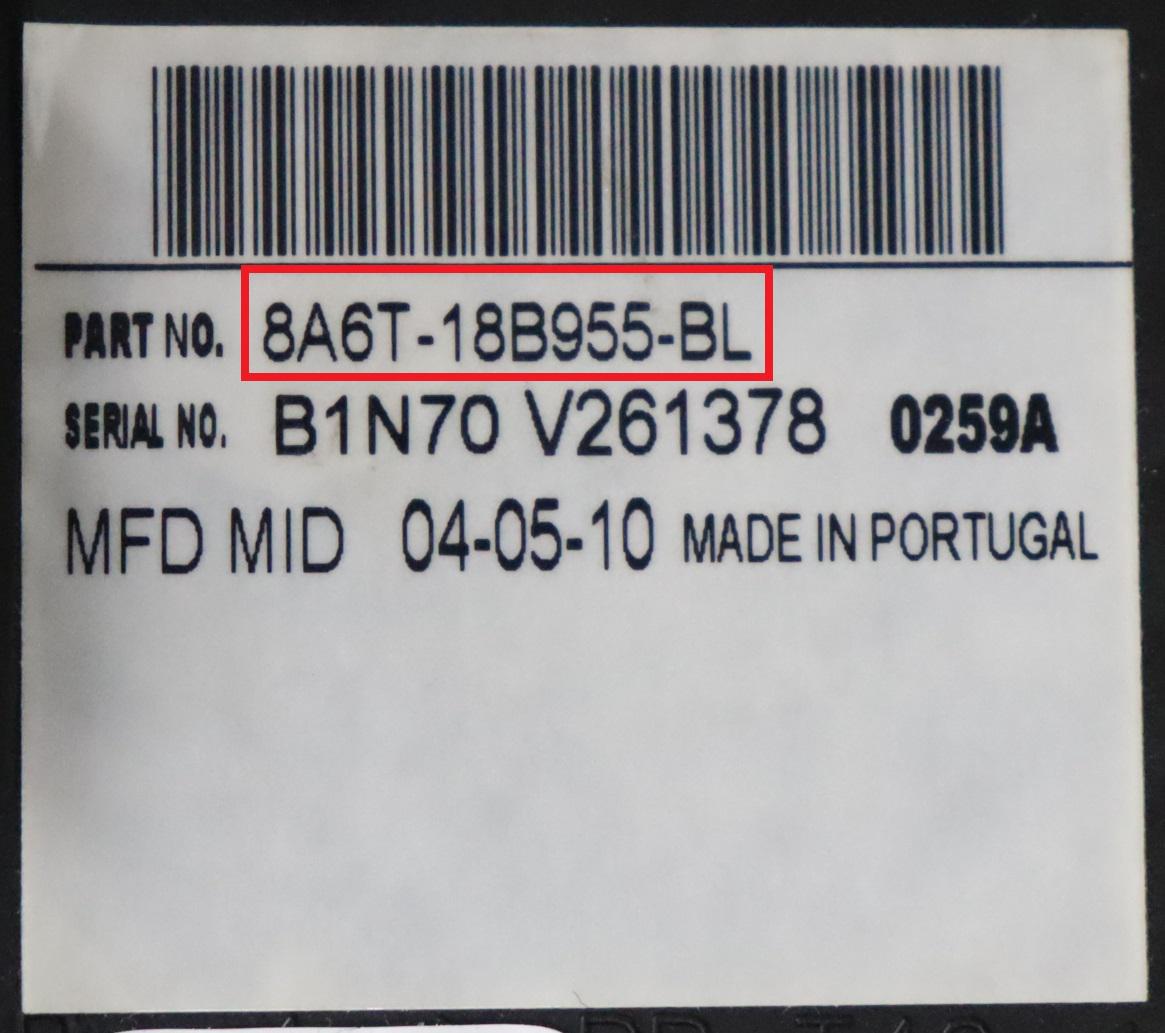 PART NO. 8A6T-18B955-BL
SERIAL NO. B1N70 V261378 0259A
MFD MID 04-05-10 MADE IN PORTUGAL